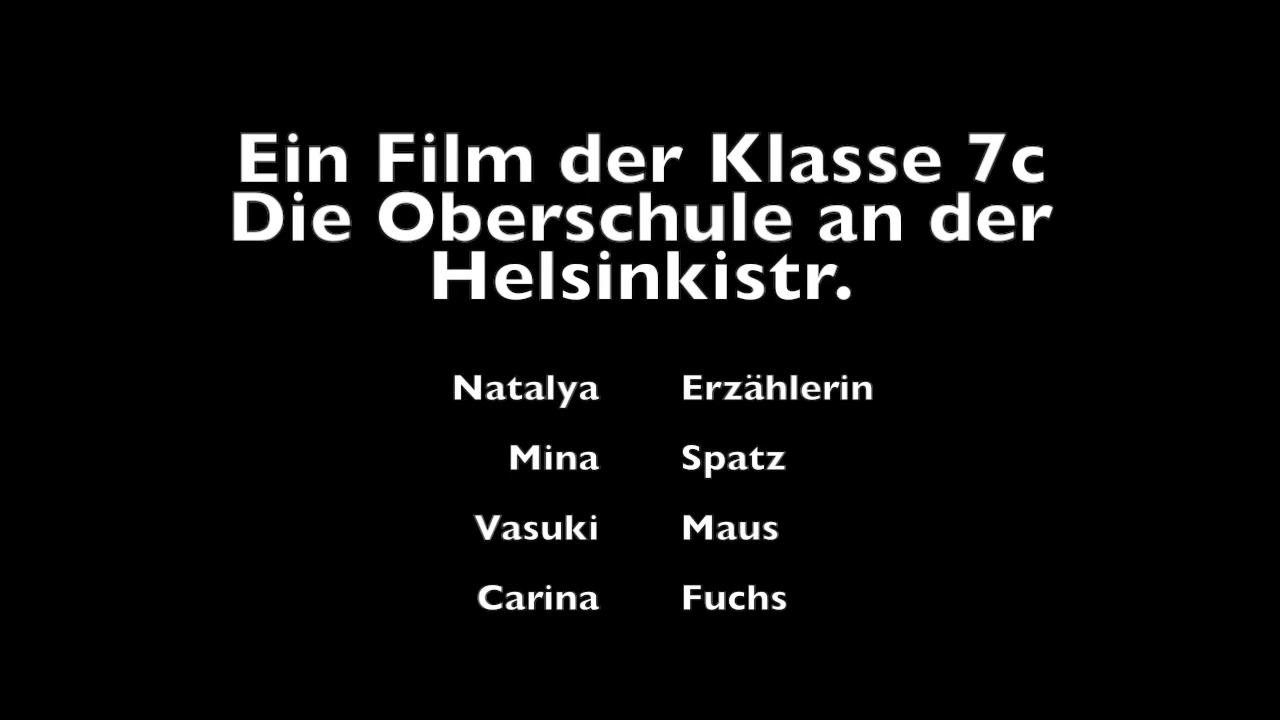 Ein Film der Klasse 7c
Die Oberschule an der
Helsinkistr.
Natalya Erzählerin
Mina Spatz
Vasuki Maus
Carina Fuchs